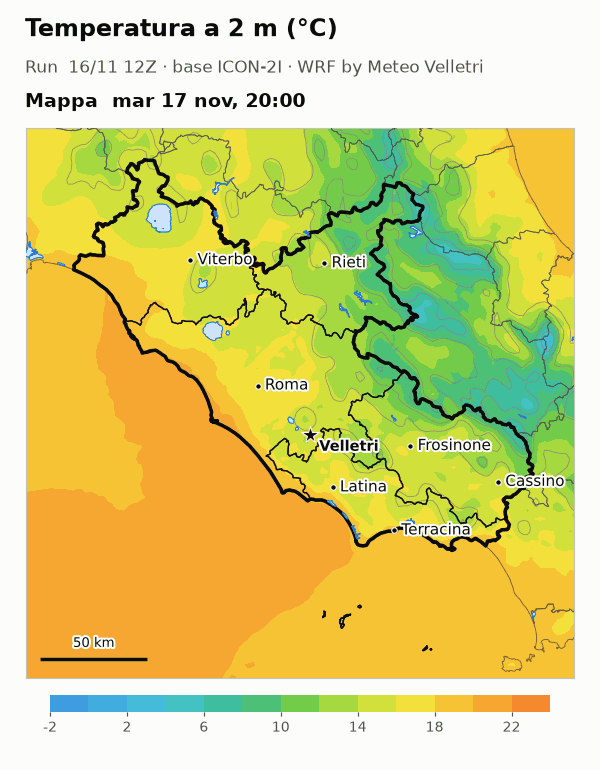 Temperatura a 2 m (°C)
Run 16/11 12Z · base ICON-2I · WRF by Meteo Velletri
Mappa mar 17 nov, 20:00
Viterbo
Rieti
Roma
Velletri
Frosinone
Latina
Cassino
Terracina
50 km
-2 2 6 10 14 18 22